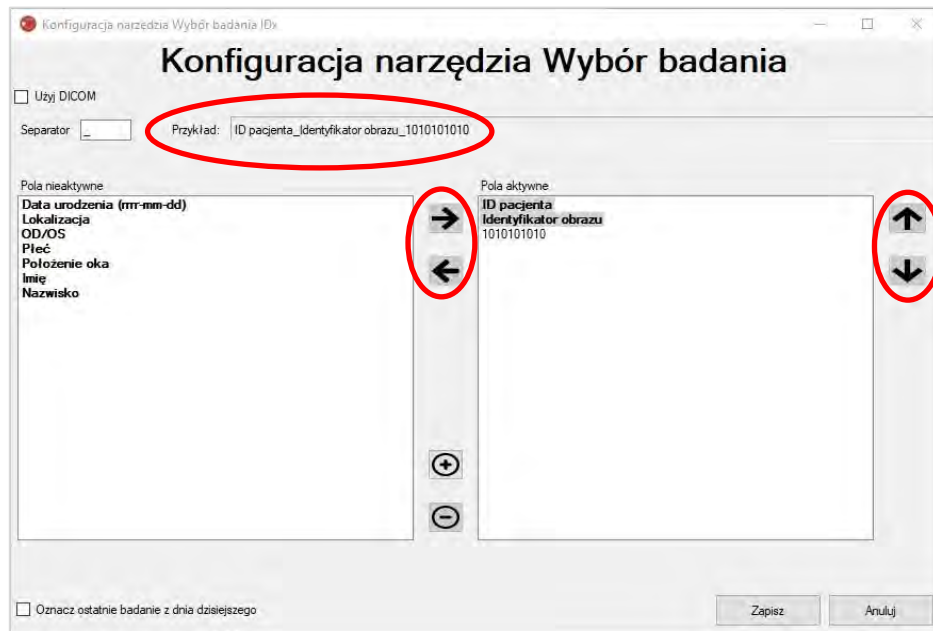 Konfiguracja narzędzia Wybór badania IDx
Konfiguracja narzędzia Wybór badania
Użyj DICOM
Separator _ Przykład: ID pacjenta_Identyfikator obrazu_1010101010
Pola nieaktywne
Data urodzenia (rrrr-mm-dd)
Lokalizacja
OD/OS
Płeć
Położenie oka
Imię
Nazwisko
Pola aktywne
ID pacjenta
Identyfikator obrazu
1010101010
Oznacz ostatnie badanie z dnia dzisiejszego
Zapisz Anuluj